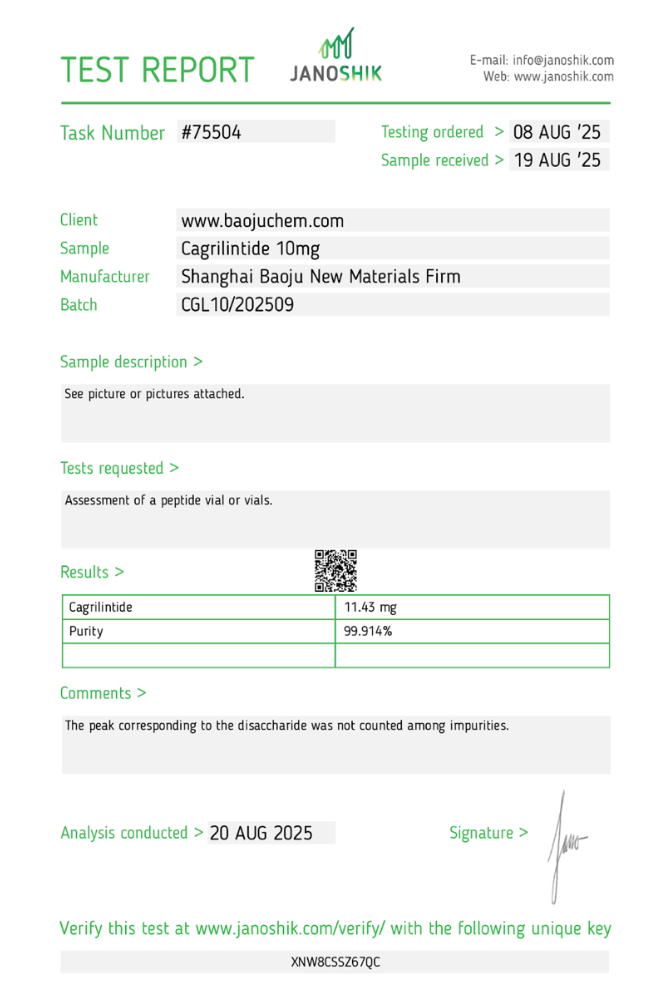 TEST REPORT
JANOSHIK
E-mail: info@janoshik.com
Web: www.janoshik.com
Task Number #75504
Testing ordered > 08 AUG '25
Sample received > 19 AUG '25
Client www.baojuchem.com
Sample Cagrilintide 10mg
Manufacturer Shanghai Baoju New Materials Firm
Batch CGL10/202509
Sample description >
See picture or pictures attached.
Tests requested >
Assessment of a peptide vial or vials.
Results >
Cagrilintide 11.43 mg
Purity 99.914%
Comments >
The peak corresponding to the disaccharide was not counted among impurities.
Analysis conducted > 20 AUG 2025
Signature >
Jano
Verify this test at www.janoshik.com/verify/ with the following unique key
XNW8CSSZ67QC